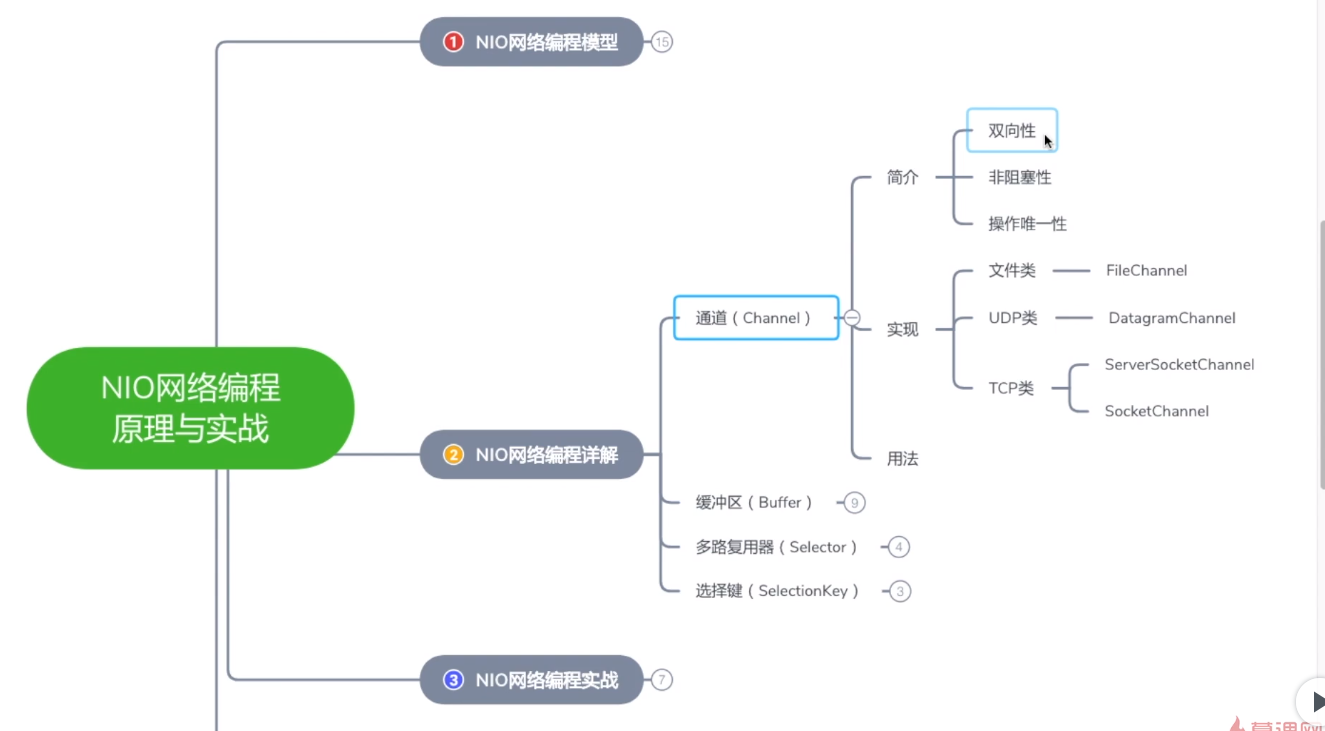 ① NIO网络编程模型
15
双向性
简介
非阻塞性
操作唯一性
文件类
FileChannel
通道（Channel）
UDP类
DatagramChannel
实现
ServerSocketChannel
TCP类
NIO网络编程
原理与实战
SocketChannel
② NIO网络编程详解
用法
缓冲区（Buffer）
9
多路复用器（Selector）
4
选择键（SelectionKey）
3
③ NIO网络编程实战
7